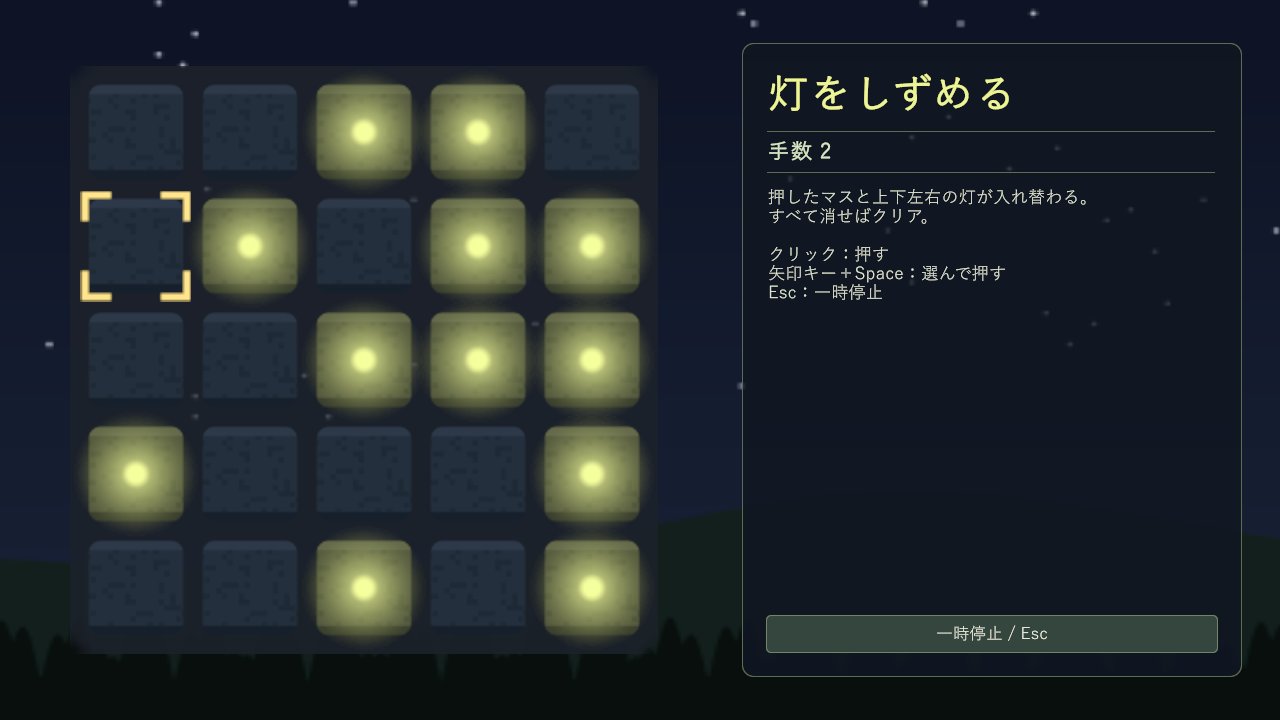 灯をしずめる
手数 2
押したマスと上下左右の灯が入れ替わる。
すべて消せばクリア。
クリック：押す
矢印キー＋Space：選んで押す
Esc：一時停止
一時停止 / Esc